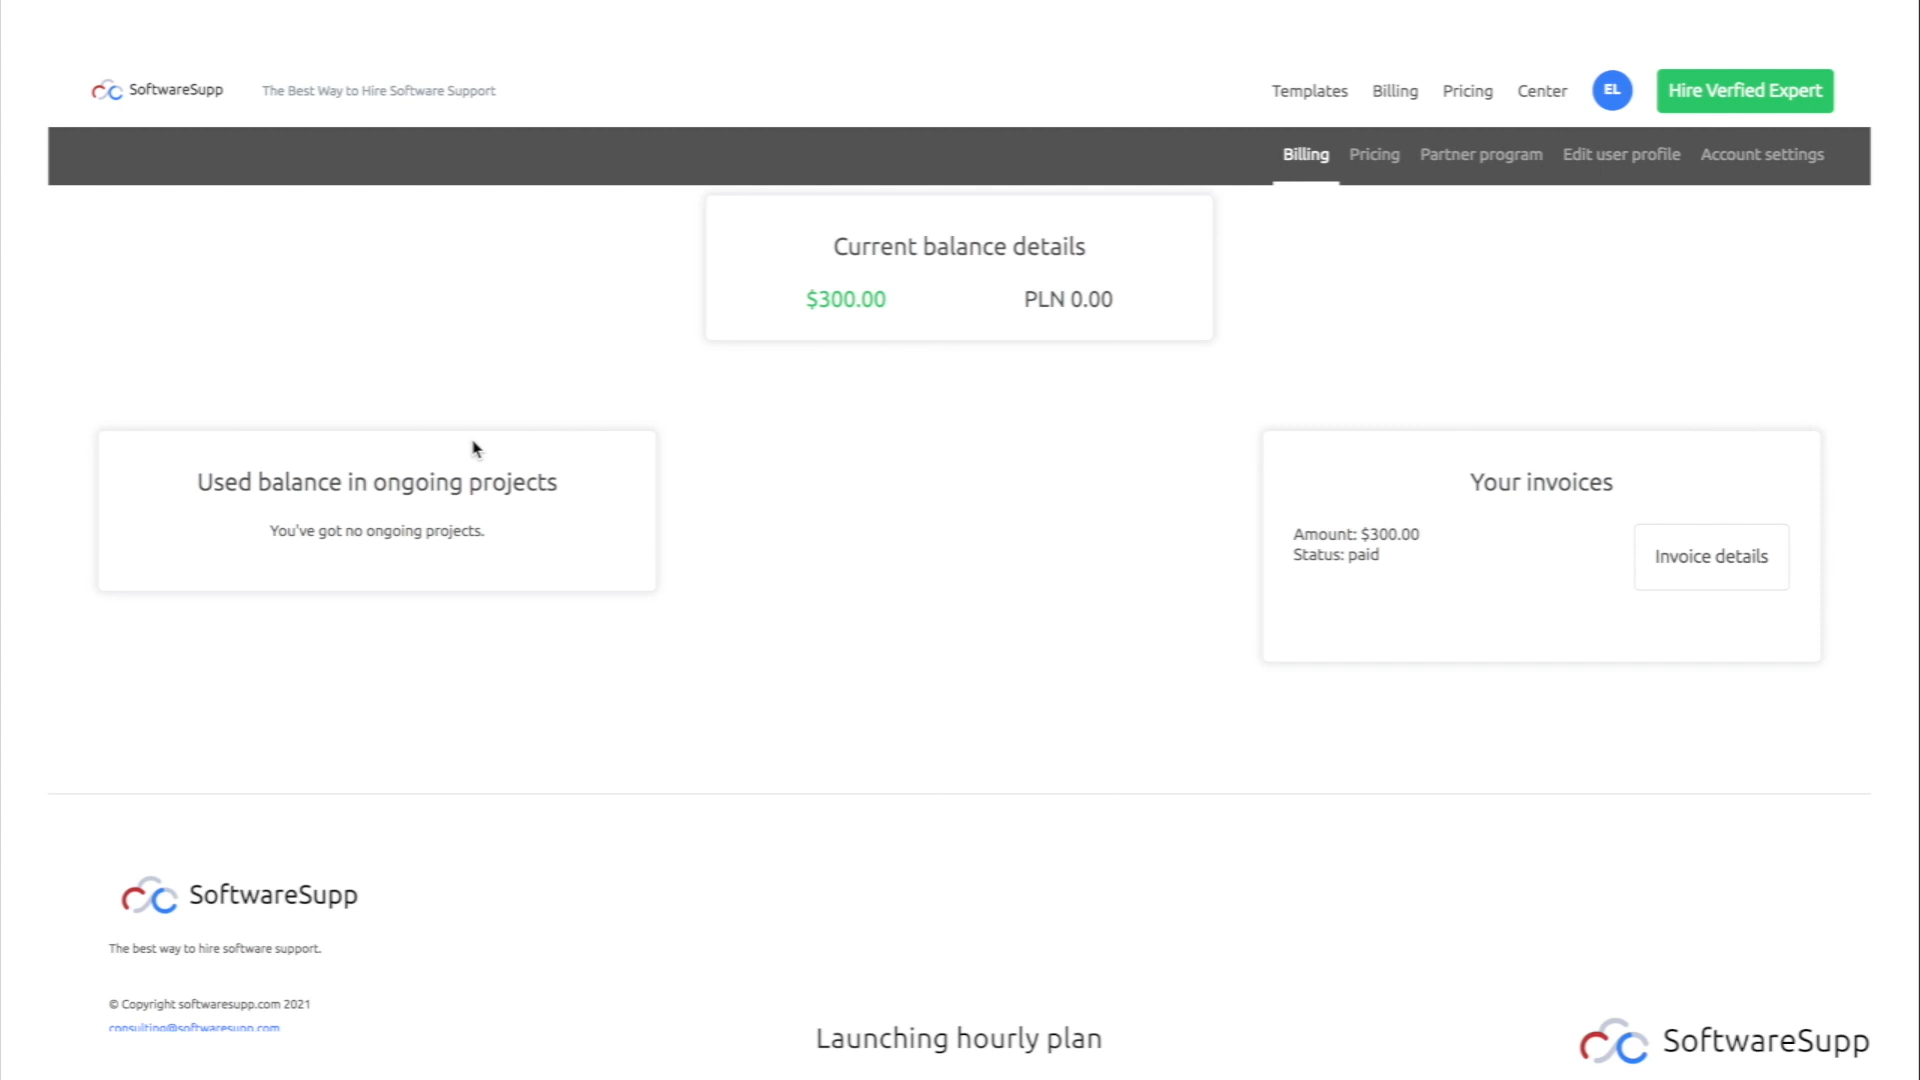 SoftwareSupp
The Best Way to Hire Software Support
Templates
Billing
Pricing
Center
EL
Hire Verfied Expert
Billing
Pricing
Partner program
Edit user profile
Account settings
Current balance details
$300.00
PLN 0.00
Used balance in ongoing projects
You've got no ongoing projects.
Your invoices
Amount: $300.00
Status: paid
Invoice details
SoftwareSupp
The best way to hire software support.
© Copyright softwaresupp.com 2021
consulting@softwaresupp.com
Launching hourly plan
SoftwareSupp